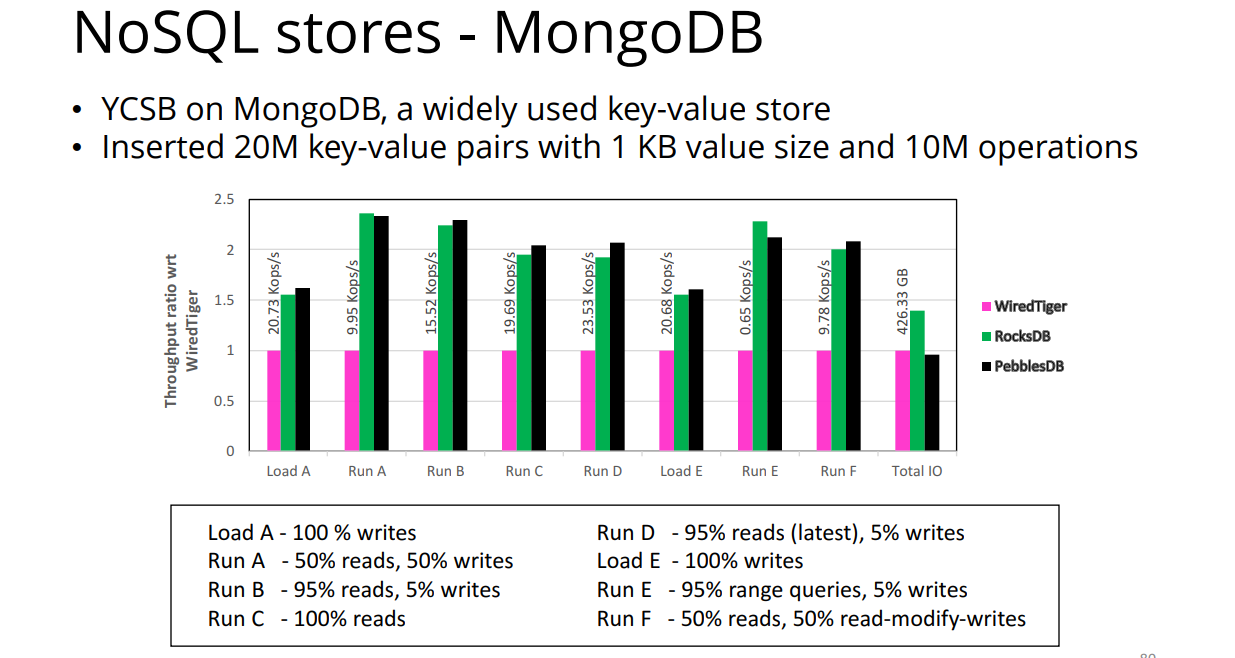 NoSQL stores - MongoDB
• YCSB on MongoDB, a widely used key-value store
• Inserted 20M key-value pairs with 1 KB value size and 10M operations
Throughput ratio wrt
WiredTiger
2.5
2
1.5
1
0.5
0
20.73 Kops/s
9.95 Kops/s
15.52 Kops/s
19.69 Kops/s
23.53 Kops/s
20.68 Kops/s
0.65 Kops/s
9.78 Kops/s
426.33 GB
Load A
Run A
Run B
Run C
Run D
Load E
Run E
Run F
Total IO
WiredTiger
RocksDB
PebblesDB
Load A - 100 % writes
Run A - 50% reads, 50% writes
Run B - 95% reads, 5% writes
Run C - 100% reads
Run D - 95% reads (latest), 5% writes
Load E - 100% writes
Run E - 95% range queries, 5% writes
Run F - 50% reads, 50% read-modify-writes